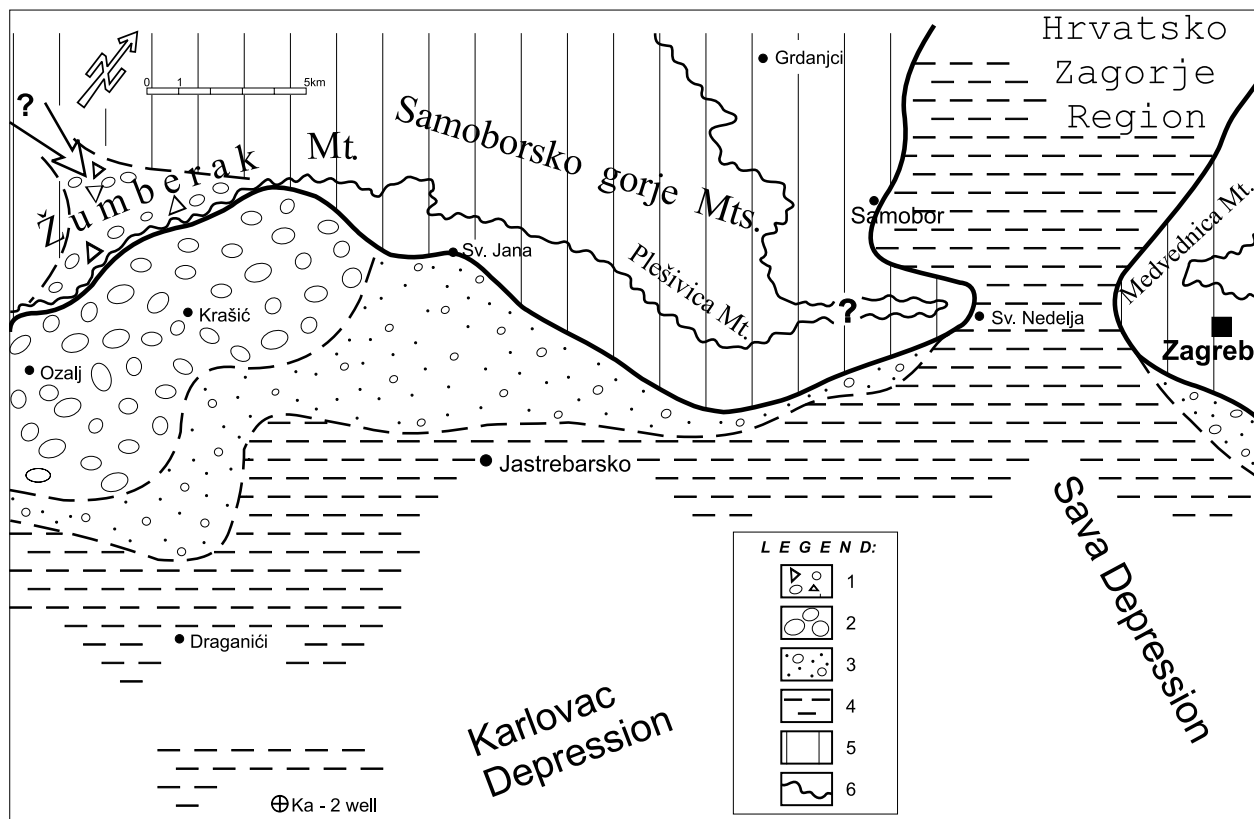 Hrvatsko
Zagorje
Region
Grdanjci
0 1 5km
?
Samoborsko gorje Mts.
Žumberak Mt.
Samobor
Medvednica Mt.
Sv. Jana
Plešivica Mt.
?
Krašić
Sv. Nedelja
Zagreb
Ozalj
Jastrebarsko
Sava Depression
LEGEND:
1
2
3
4
5
6
Draganići
Karlovac
Depression
Ka - 2 well